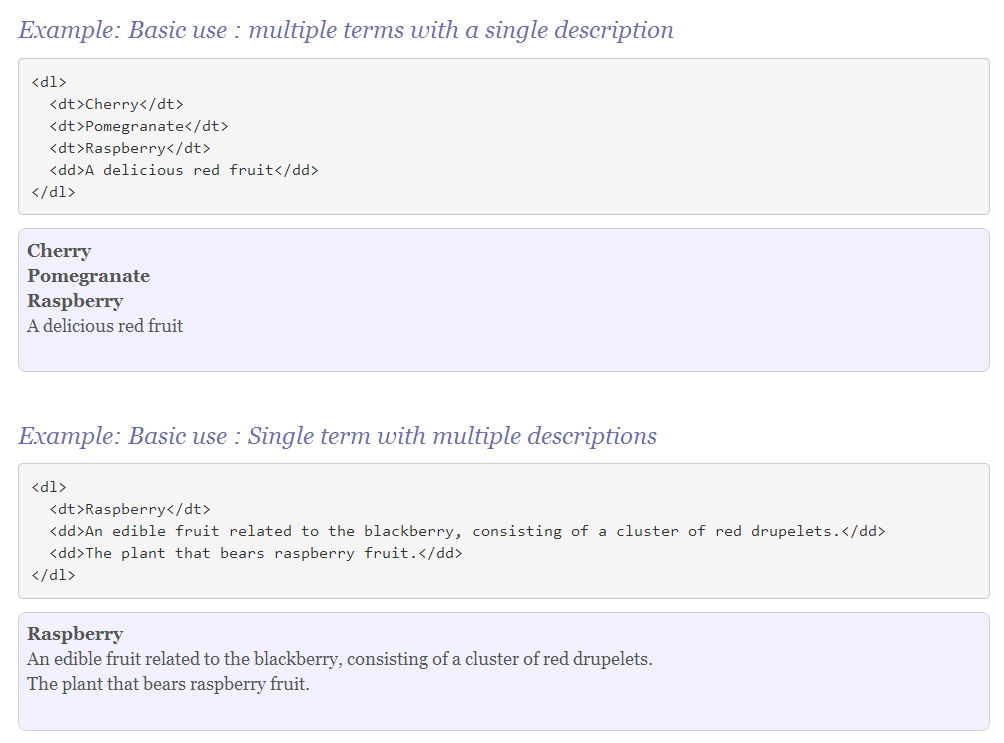 Example: Basic use : multiple terms with a single description
<dl>
  <dt>Cherry</dt>
  <dt>Pomegranate</dt>
  <dt>Raspberry</dt>
  <dd>A delicious red fruit</dd>
</dl>
Cherry
Pomegranate
Raspberry
A delicious red fruit
Example: Basic use : Single term with multiple descriptions
<dl>
  <dt>Raspberry</dt>
  <dd>An edible fruit related to the blackberry, consisting of a cluster of red drupelets.</dd>
  <dd>The plant that bears raspberry fruit.</dd>
</dl>
Raspberry
An edible fruit related to the blackberry, consisting of a cluster of red drupelets.
The plant that bears raspberry fruit.